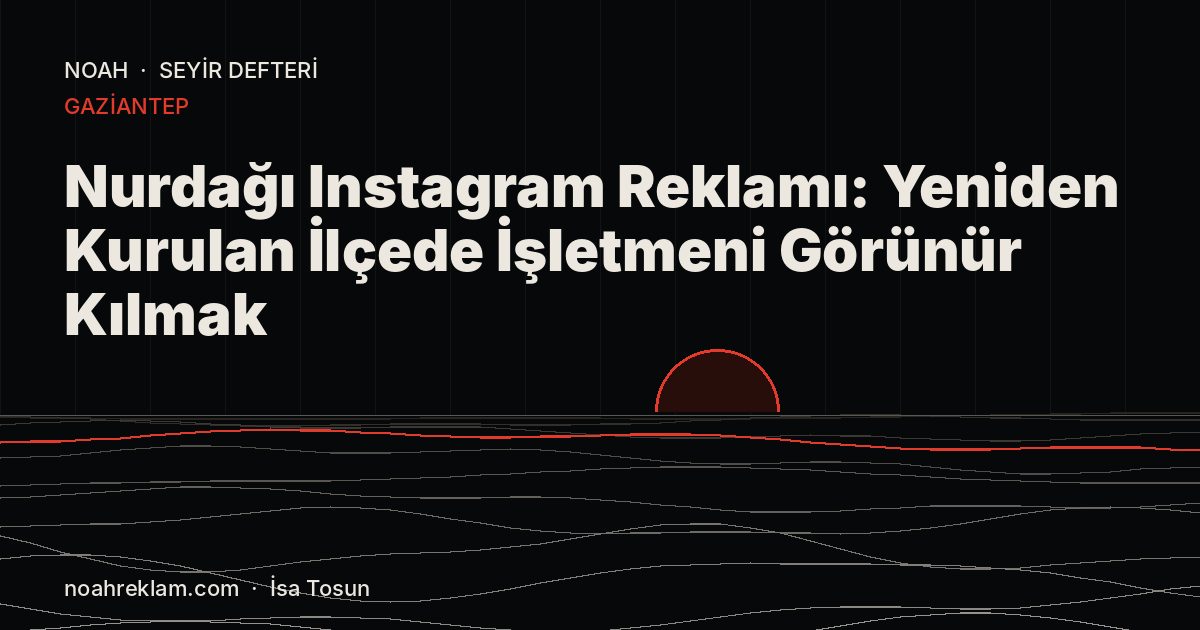 NOAH · SEYİR DEFTERİ
GAZİANTEP
Nurdağı Instagram Reklamı: Yeniden
Kurulan İlçede İşletmeni Görünür
Kılmak
noahreklam.com · İsa Tosun